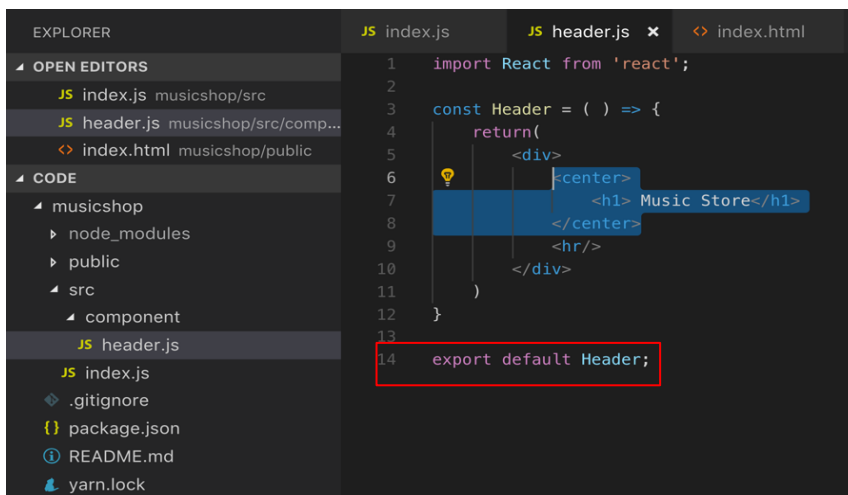 EXPLORER
OPEN EDITORS
JS index.js musicshop/src
JS header.js musicshop/src/comp...
<> index.html musicshop/public
CODE
musicshop
node_modules
public
src
component
JS header.js
JS index.js
.gitignore
{} package.json
README.md
yarn.lock
JS index.js JS header.js × <> index.html
1 import React from 'react';
2
3 const Header = ( ) => {
4 return(
5 <div>
6 <center>
7 <h1> Music Store</h1>
8 </center>
9 <hr/>
10 </div>
11 )
12 }
13
14 export default Header;